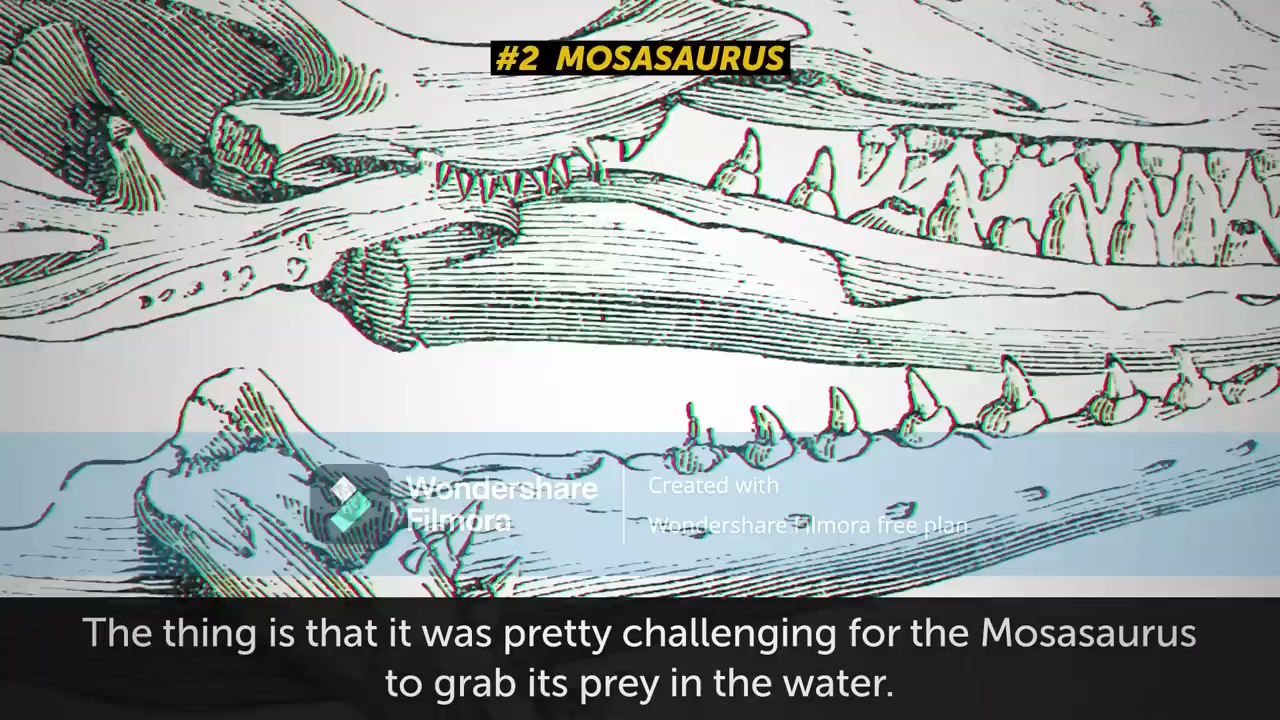 #2 MOSASAURUS
Wondershare
Filmora
Created with
Wondershare Filmora free plan
The thing is that it was pretty challenging for the Mosasaurus
to grab its prey in the water.